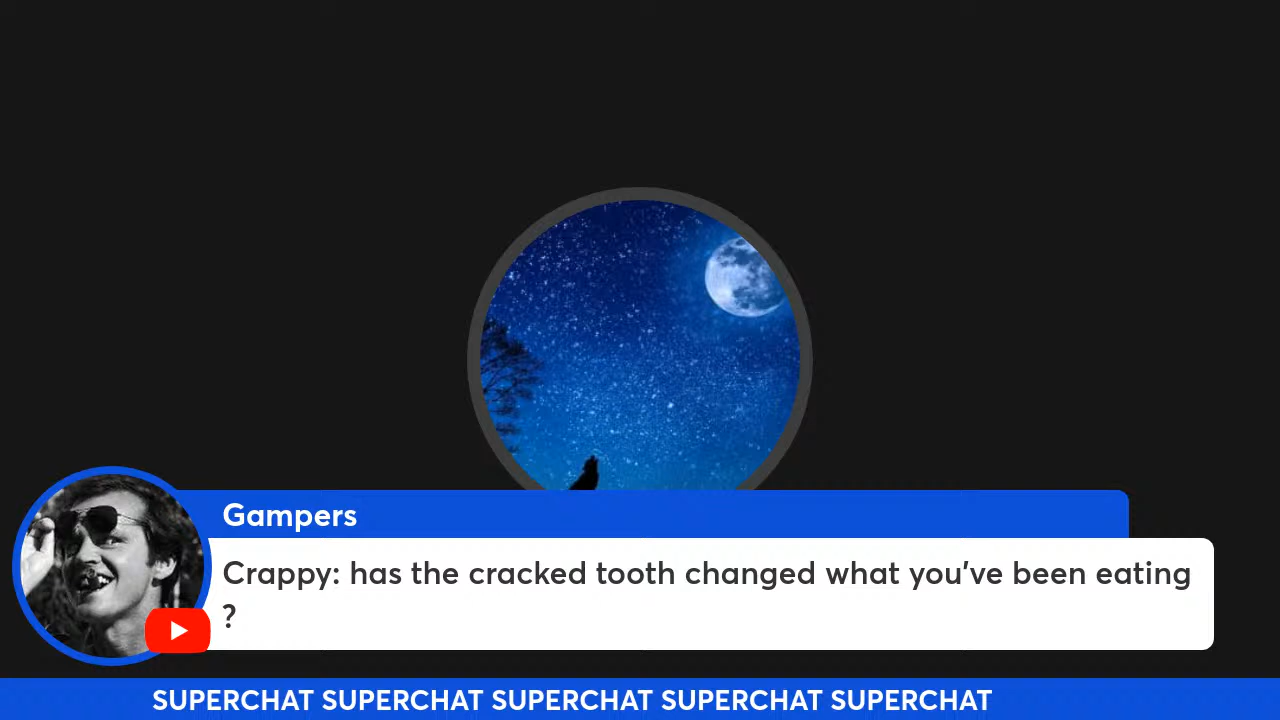 Gampers
Crappy: has the cracked tooth changed what you've been eating
?
SUPERCHAT SUPERCHAT SUPERCHAT SUPERCHAT SUPERCHAT